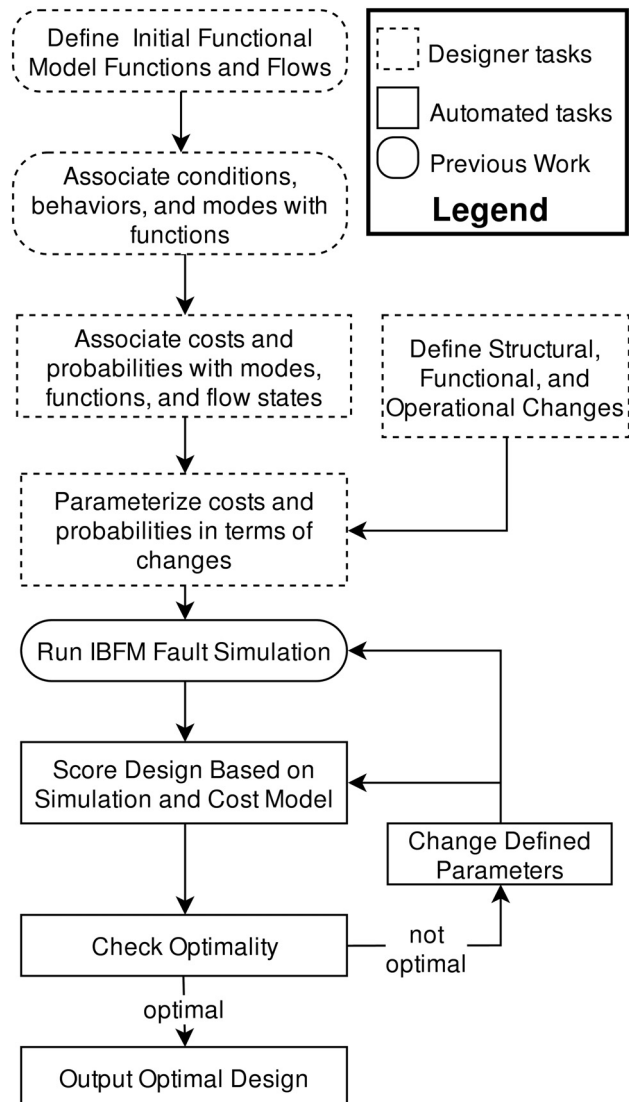 Define Initial Functional
Model Functions and Flows
Designer tasks
Automated tasks
Previous Work
Legend
Associate conditions,
behaviors, and modes with
functions
Associate costs and
probabilities with modes,
functions, and flow states
Define Structural,
Functional, and
Operational Changes
Parameterize costs and
probabilities in terms of
changes
Run IBFM Fault Simulation
Score Design Based on
Simulation and Cost Model
Change Defined
Parameters
Check Optimality
not
optimal
optimal
Output Optimal Design